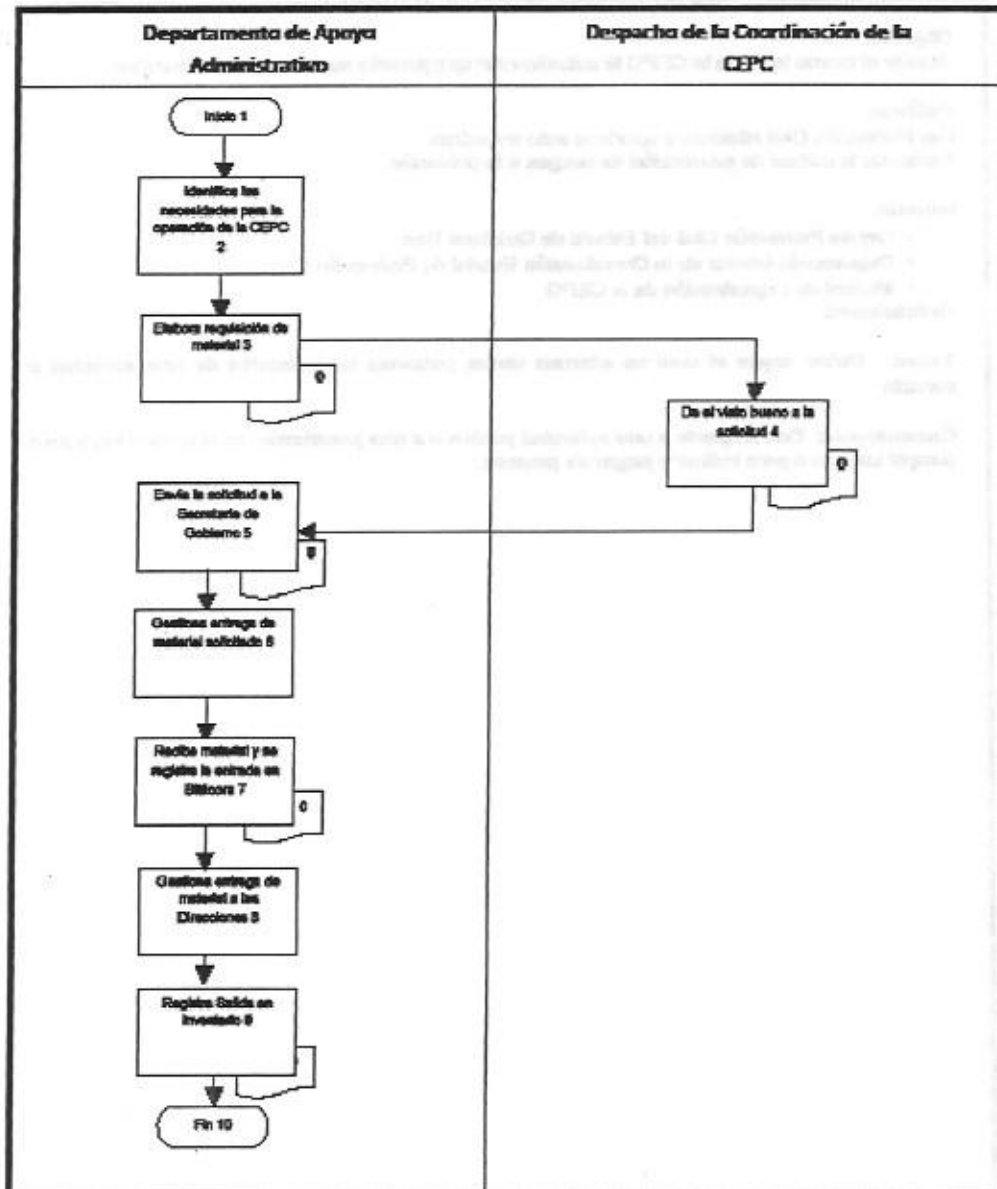 Departamento de Apoyo
Administrativo
Despacho de la Coordinación de la
CEPC
Inicio 1
Identifica las
necesidades para la
operación de la CEPC
2
Elabora requisición de
material 3
0
Da el visto bueno a la
solicitud 4
0
Envía la solicitud a la
Secretaría de
Gobierno 5
Gestiona entrega de
material solicitado 6
Recibe material y se
registra la entrada en
Bitácora 7
Gestiona entrega de
material a las
Direcciones 8
Registra Salida en
Inventario 9
Fin 10